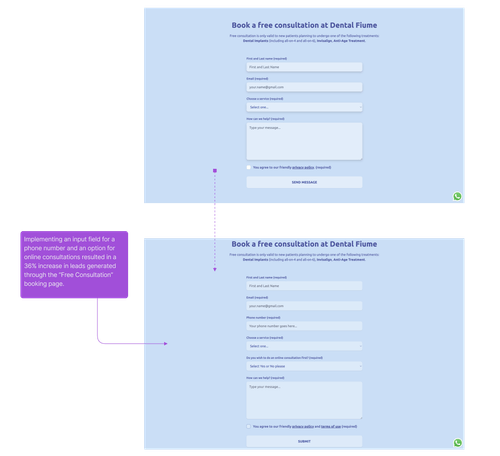 Book a free consultation at Dental Fiume
Free consultation is only valid to new patients planning to undergo one of the following treatments:
Dental Implants (including all-on-4 and all-on-6), Invisalign, Anti-Age Treatment.
First and Last name (required)
First and Last Name
Email (required)
your.name@gmail.com
Choose a service (required)
Select one...
How can we help? (required)
Type your message...
You agree to our friendly privacy policy. (required)
SEND MESSAGE
Implementing an input field for a
phone number and an option for
online consultations resulted in a
36% increase in leads generated
through the "Free Consultation"
booking page.
Book a free consultation at Dental Fiume
Free consultation is only valid to new patients planning to undergo one of the following treatments:
Dental Implants (including all-on-4 and all-on-6), Invisalign, Anti-Age Treatment.
First and Last name (required)
First and Last Name
Email (required)
your.name@gmail.com
Phone number (required)
Your phone number goes here...
Choose a service (required)
Select one...
Do you wish to do an online consultation first? (required)
Select Yes or No please
How can we help? (required)
Type your message...
You agree to our friendly privacy policy and terms of use (required)
SUBMIT